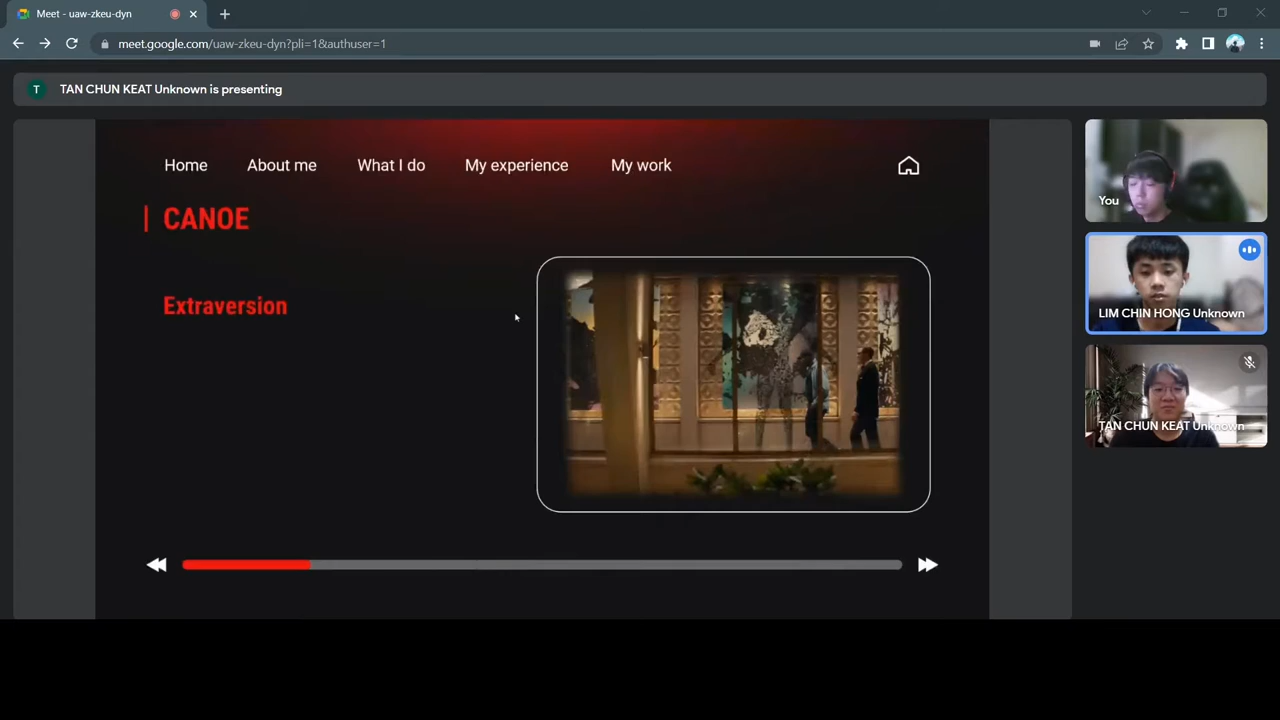 Meet - uaw-zkeu-dyn
meet.google.com/uaw-zkeu-dyn?pli=1&authuser=1
T TAN CHUN KEAT Unknown is presenting
Home About me What I do My experience My work
CANOE
Extraversion
You
LIM CHIN HONG Unknown
TAN CHUN KEAT Unknown